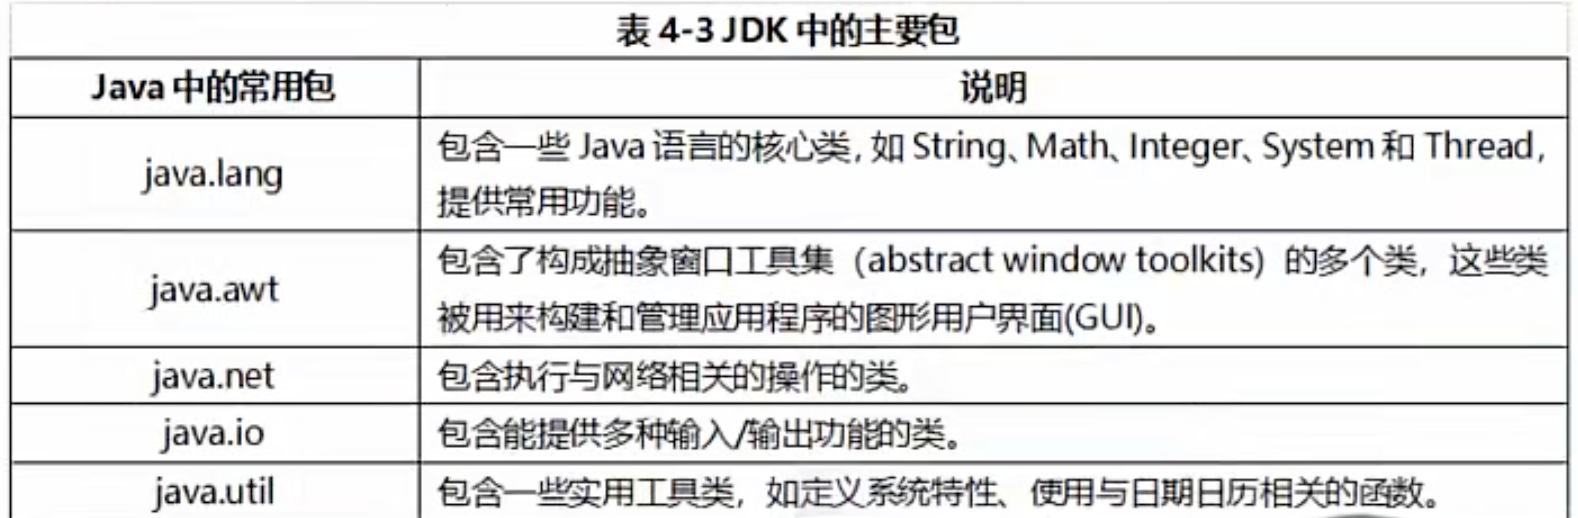 表 4-3 JDK 中的主要包
Java 中的常用包
说明
java.lang
包含一些 Java 语言的核心类, 如 String、Math、Integer、System 和 Thread,
提供常用功能。
java.awt
包含了构成抽象窗口工具集（abstract window toolkits）的多个类，这些类
被用来构建和管理应用程序的图形用户界面(GUI)。
java.net
包含执行与网络相关的操作的类。
java.io
包含能提供多种输入/输出功能的类。
java.util
包含一些实用工具类，如定义系统特性、使用与日期日历相关的函数。